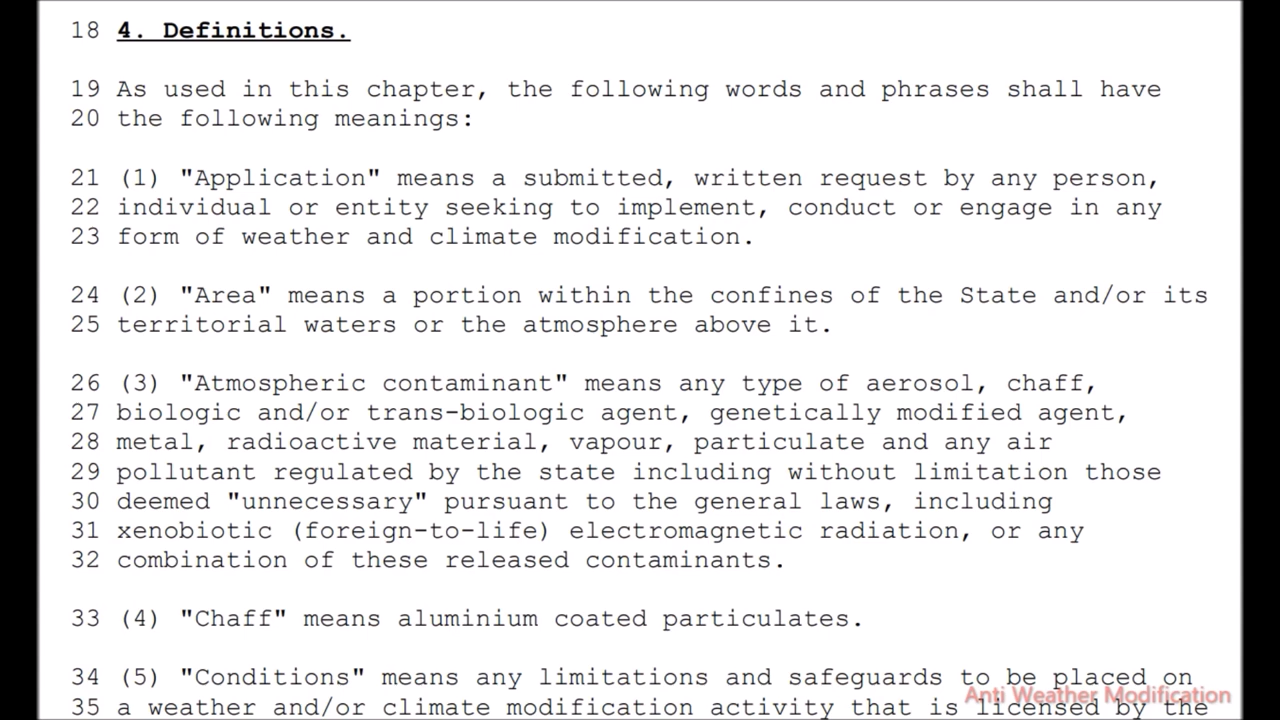 18 4. Definitions.
19 As used in this chapter, the following words and phrases shall have
20 the following meanings:
21 (1) "Application" means a submitted, written request by any person,
22 individual or entity seeking to implement, conduct or engage in any
23 form of weather and climate modification.
24 (2) "Area" means a portion within the confines of the State and/or its
25 territorial waters or the atmosphere above it.
26 (3) "Atmospheric contaminant" means any type of aerosol, chaff,
27 biologic and/or trans-biologic agent, genetically modified agent,
28 metal, radioactive material, vapour, particulate and any air
29 pollutant regulated by the state including without limitation those
30 deemed "unnecessary" pursuant to the general laws, including
31 xenobiotic (foreign-to-life) electromagnetic radiation, or any
32 combination of these released contaminants.
33 (4) "Chaff" means aluminium coated particulates.
34 (5) "Conditions" means any limitations and safeguards to be placed on
Anti Weather Modification
35 a weather and/or climate modification activity that is licensed by the